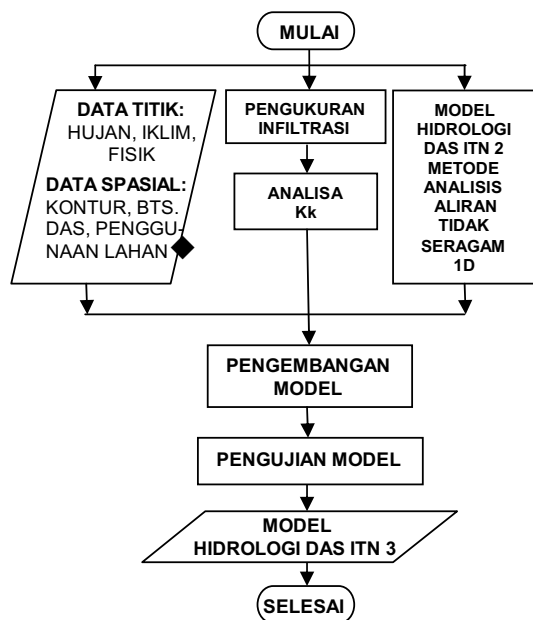 MULAI
DATA TITIK:
HUJAN, IKLIM,
FISIK
DATA SPASIAL:
KONTUR, BTS.
DAS, PENGGU-
NAAN LAHAN
PENGUKURAN
INFILTRASI
ANALISA
Kk
MODEL
HIDROLOGI
DAS ITN 2
METODE
ANALISIS
ALIRAN
TIDAK
SERAGAM
1D
PENGEMBANGAN
MODEL
PENGUJIAN MODEL
MODEL
HIDROLOGI DAS ITN 3
SELESAI